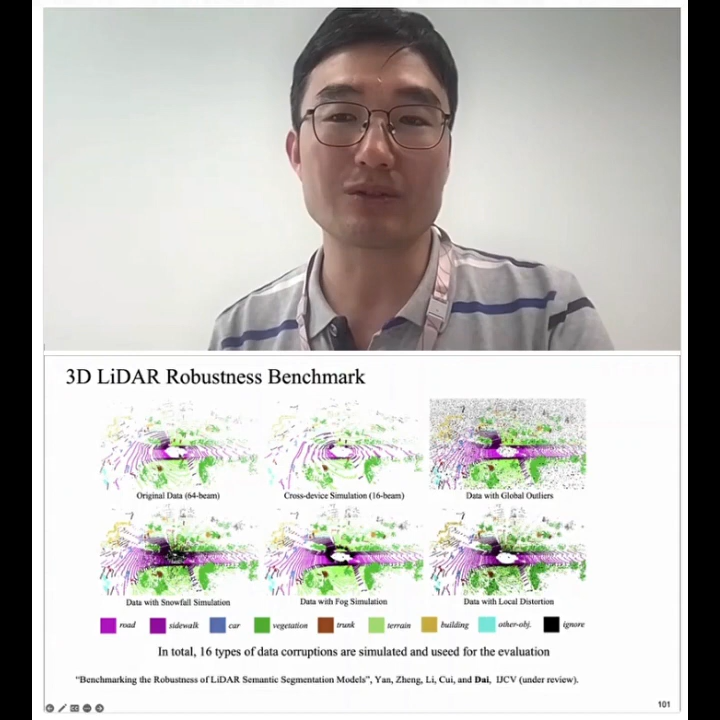 3D LiDAR Robustness Benchmark
Original Data (64-beam)
Cross-device Simulation (16-beam)
Data with Global Outliers
Data with Snowfall Simulation
Data with Fog Simulation
Data with Local Distortion
road sidewalk car vegetation trunk terrain building other-obj. ignore
In total, 16 types of data corruptions are simulated and useed for the evaluation
"Benchmarking the Robustness of LiDAR Semantic Segmentation Models", Yan, Zheng, Li, Cui, and Dai, IJCV (under review).
101